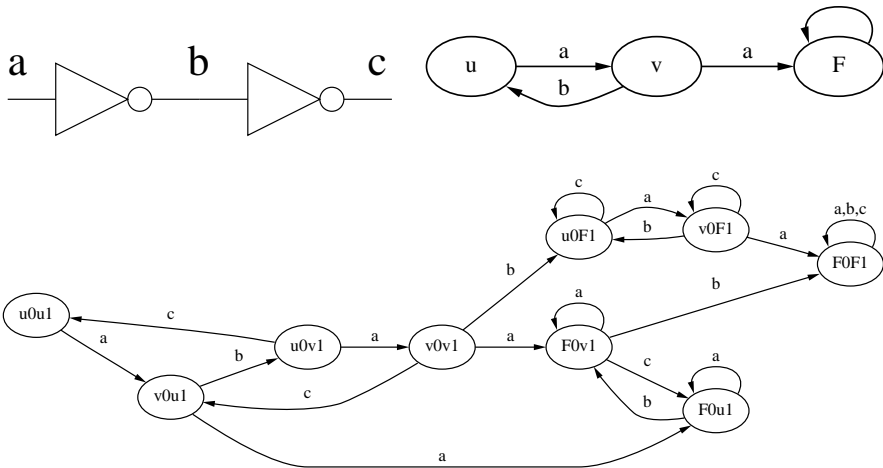 a b c
u a v a F
b
c c
a
u0F1 b v0F1 a,b,c
a
F0F1
b a b
u0u1 c
a u0v1 a v0v1 a F0v1
b c a
v0u1 c b F0u1
a